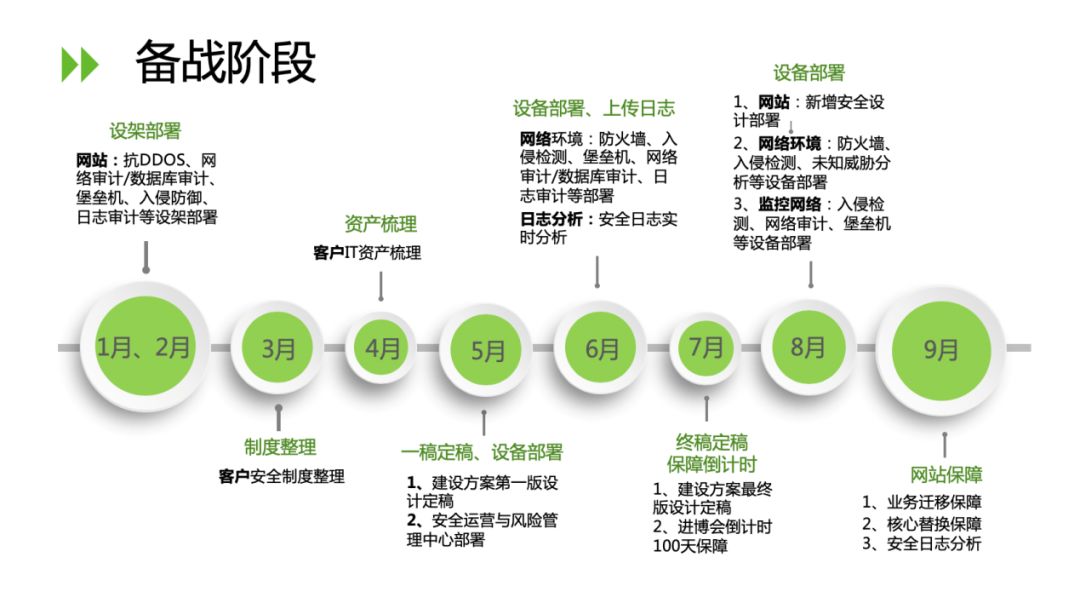 备战阶段
设架部署
网站：抗DDOS、网
络审计/数据库审计、
堡垒机、入侵防御、
日志审计等设架部署
1月、2月
3月
制度整理
客户安全制度整理
资产梳理
客户IT资产梳理
4月
5月
一稿定稿、设备部署
1、建设方案第一版设
计定稿
2、安全运营与风险管
理中心部署
设备部署、上传日志
网络环境：防火墙、入
侵检测、堡垒机、网络
审计/数据库审计、日
志审计等部署
日志分析：安全日志实
时分析
6月
7月
终稿定稿
保障倒计时
1、建设方案最终
版设计定稿
2、进博会倒计时
100天保障
设备部署
1、网站：新增安全设
计部署
2、网络环境：防火墙、
入侵检测、未知威胁分
析等设备部署
3、监控网络：入侵检
测、网络审计、堡垒机
等设备部署
8月
9月
网站保障
1、业务迁移保障
2、核心替换保障
3、安全日志分析